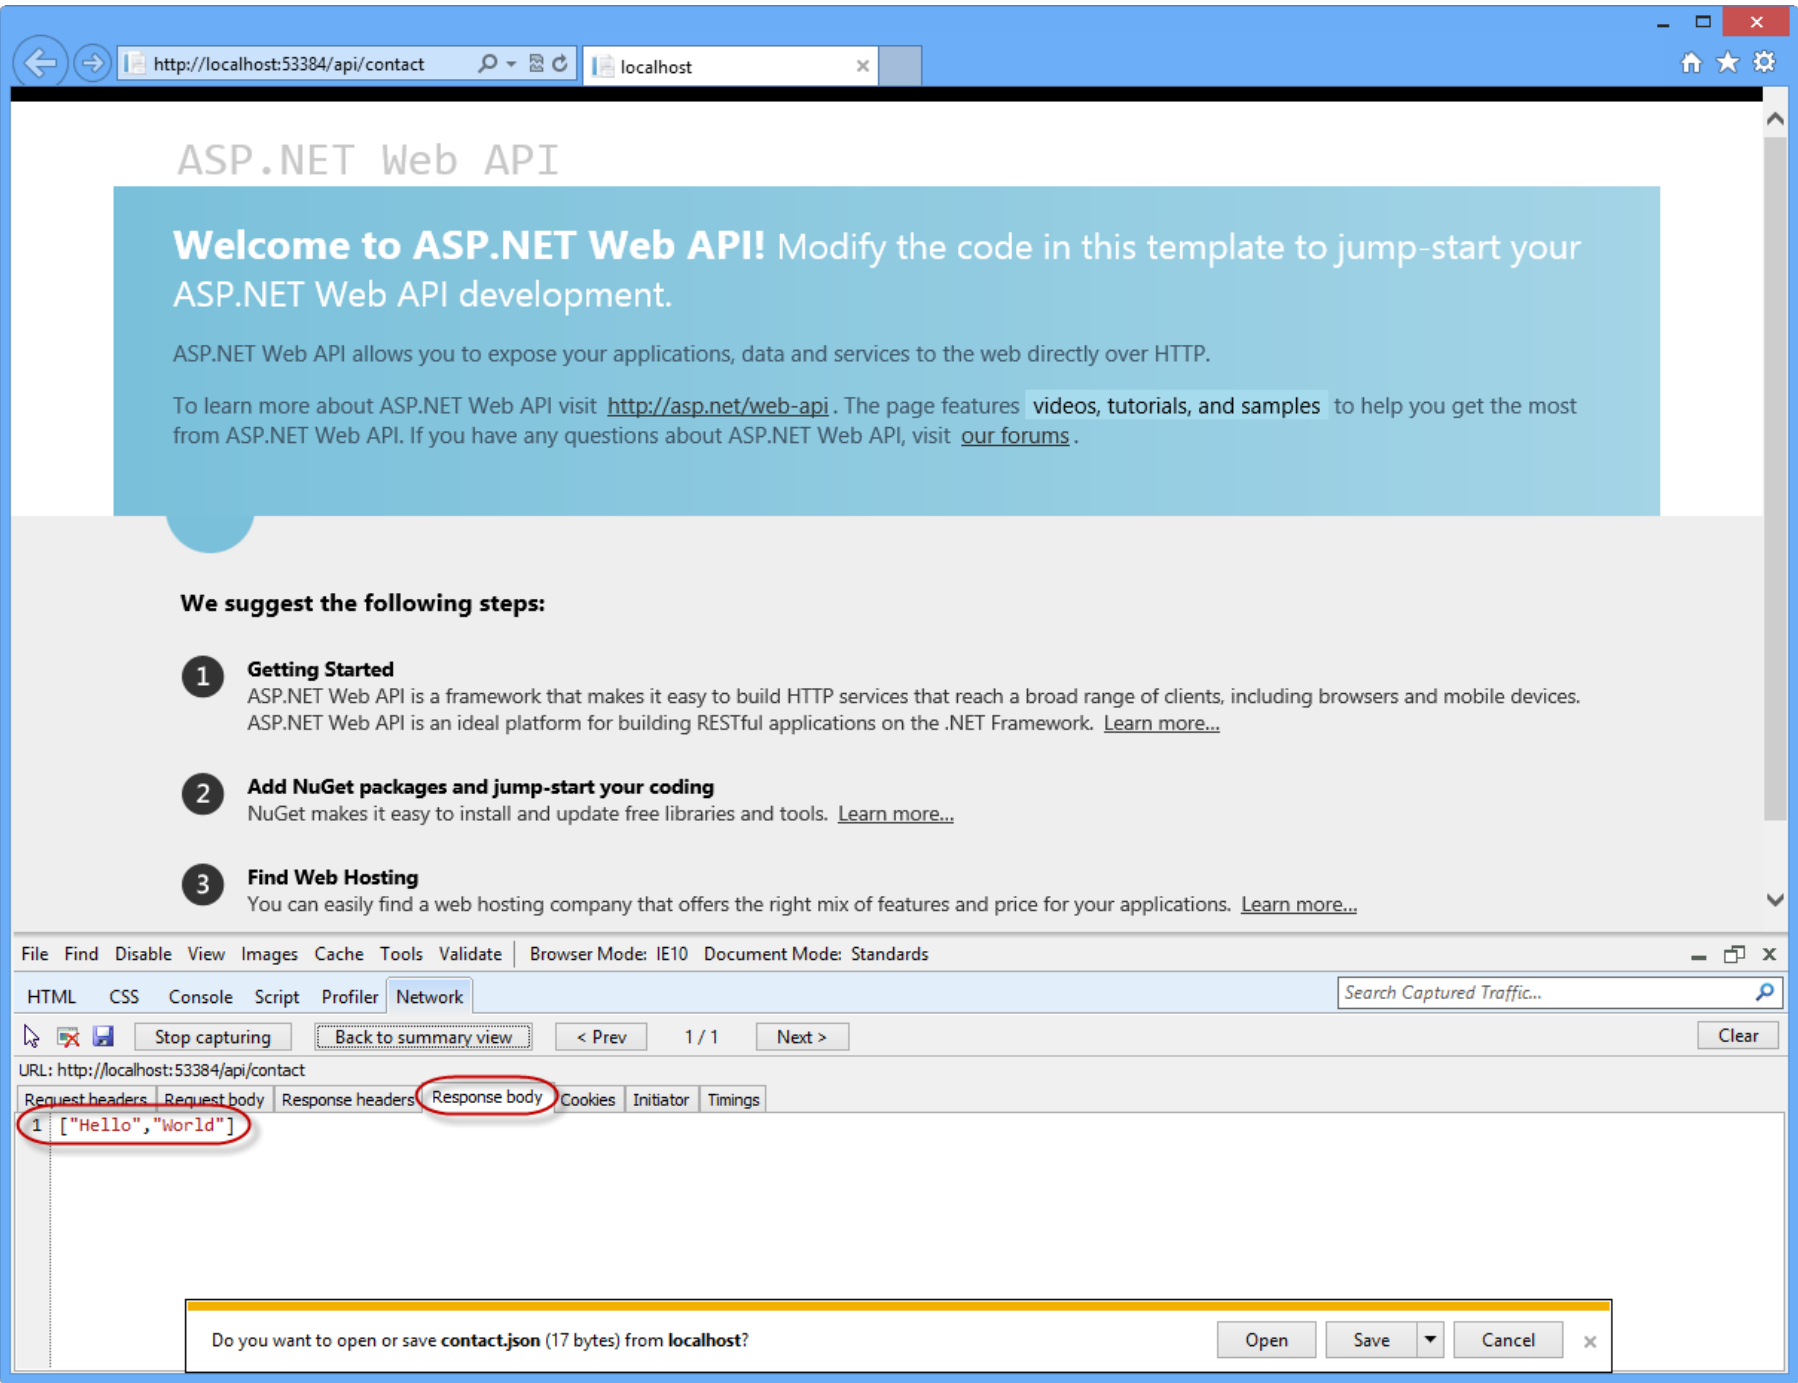 http://localhost:53384/api/contact
localhost
ASP.NET Web API
Welcome to ASP.NET Web API! Modify the code in this template to jump-start your
ASP.NET Web API development.
ASP.NET Web API allows you to expose your applications, data and services to the web directly over HTTP.
To learn more about ASP.NET Web API visit http://asp.net/web-api. The page features videos, tutorials, and samples to help you get the most
from ASP.NET Web API. If you have any questions about ASP.NET Web API, visit our forums.
We suggest the following steps:
1 Getting Started
ASP.NET Web API is a framework that makes it easy to build HTTP services that reach a broad range of clients, including browsers and mobile devices.
ASP.NET Web API is an ideal platform for building RESTful applications on the .NET Framework. Learn more...
2 Add NuGet packages and jump-start your coding
NuGet makes it easy to install and update free libraries and tools. Learn more...
3 Find Web Hosting
You can easily find a web hosting company that offers the right mix of features and price for your applications. Learn more...
File Find Disable View Images Cache Tools Validate Browser Mode: IE10 Document Mode: Standards
HTML CSS Console Script Profiler Network Search Captured Traffic...
Stop capturing Back to summary view < Prev 1 / 1 Next > Clear
URL: http://localhost:53384/api/contact
Request headers Request body Response headers Response body Cookies Initiator Timings
1 ["Hello","World"]
Do you want to open or save contact.json (17 bytes) from localhost? Open Save Cancel